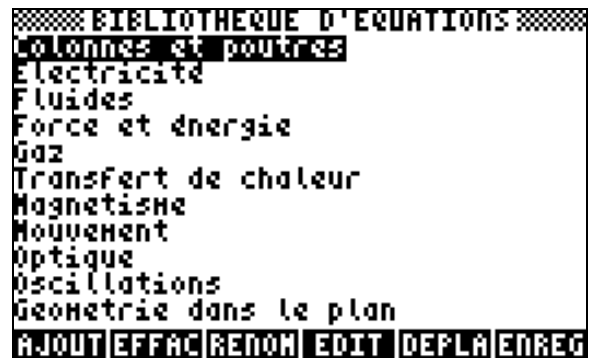 BIBLIOTHEQUE D'EQUATIONS
Colonnes et poutres
Electricité
Fluides
Force et énergie
Gaz
Transfert de chaleur
Magnetisme
Mouvement
Optique
Oscillations
Geometrie dans le plan
AJOUT EFFAC RENOM EDIT DEPLA ENREG